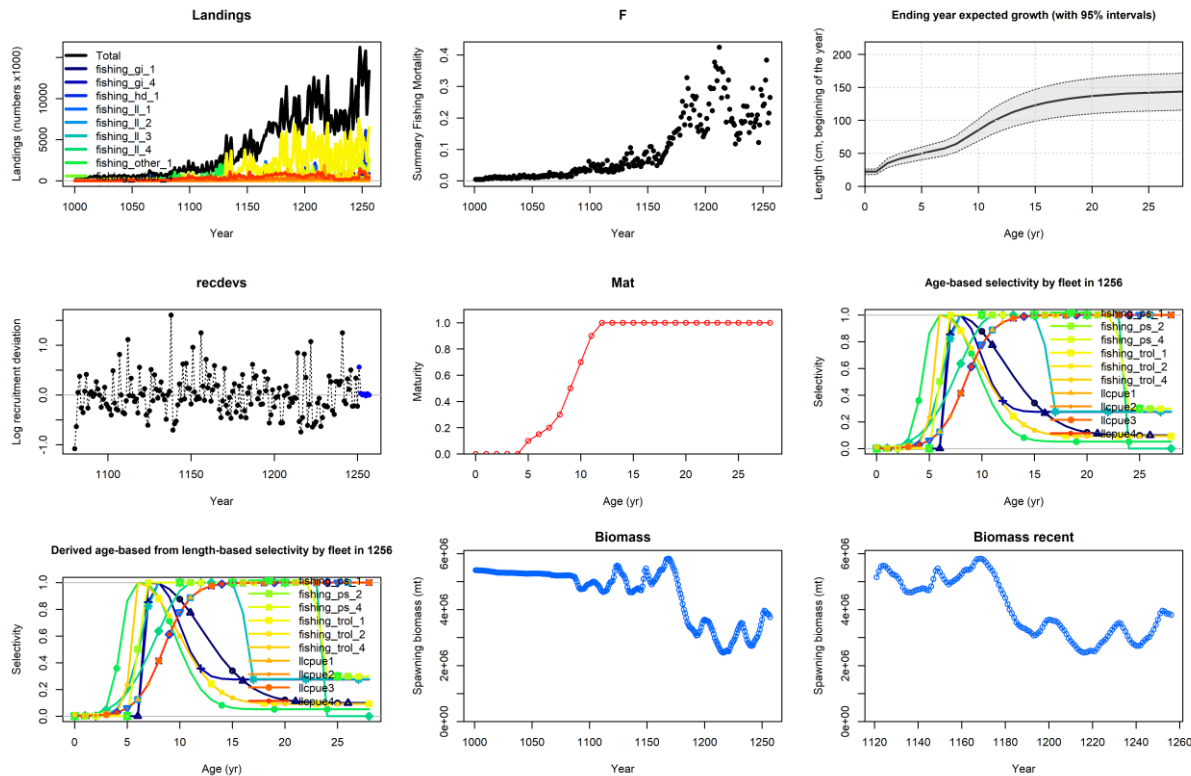 Landings
Landings (numbers x1000)
10000
5000
0
Total
fishing_gi_1
fishing_gi_4
fishing_hd_1
fishing_ll_1
fishing_ll_2
fishing_ll_3
fishing_ll_4
fishing_other_1
1000 1050 1100 1150 1200 1250
Year
F
Summary Fishing Mortality
0.4
0.3
0.2
0.1
0.0
1000 1050 1100 1150 1200 1250
Year
Ending year expected growth (with 95% intervals)
Length (cm, beginning of the year)
200
150
100
50
0
0 5 10 15 20 25
Age (yr)
recdevs
Log recruitment deviation
1.0
0.0
-1.0
1100 1150 1200 1250
Year
Mat
Maturity
1.0
0.8
0.6
0.4
0.2
0.0
0 5 10 15 20 25
Age (yr)
Age-based selectivity by fleet in 1256
Selectivity
1.0
0.8
0.6
0.4
0.2
0.0
fishing_ps_1
fishing_ps_2
fishing_ps_4
fishing_trol_1
fishing_trol_2
fishing_trol_4
llcpue1
llcpue2
llcpue3
llcpue4
0 5 10 15 20 25
Age (yr)
Derived age-based from length-based selectivity by fleet in 1256
Selectivity
1.0
0.8
0.6
0.4
0.2
0.0
fishing_ps_1
fishing_ps_2
fishing_ps_4
fishing_trol_1
fishing_trol_2
fishing_trol_4
llcpue1
llcpue2
llcpue3
llcpue4
0 5 10 15 20 25
Age (yr)
Biomass
Spawning biomass (mt)
6e+06
4e+06
2e+06
0e+00
1000 1050 1100 1150 1200 1250
Year
Biomass recent
Spawning biomass (mt)
6e+06
4e+06
2e+06
0e+00
1120 1140 1160 1180 1200 1220 1240 1260
Year